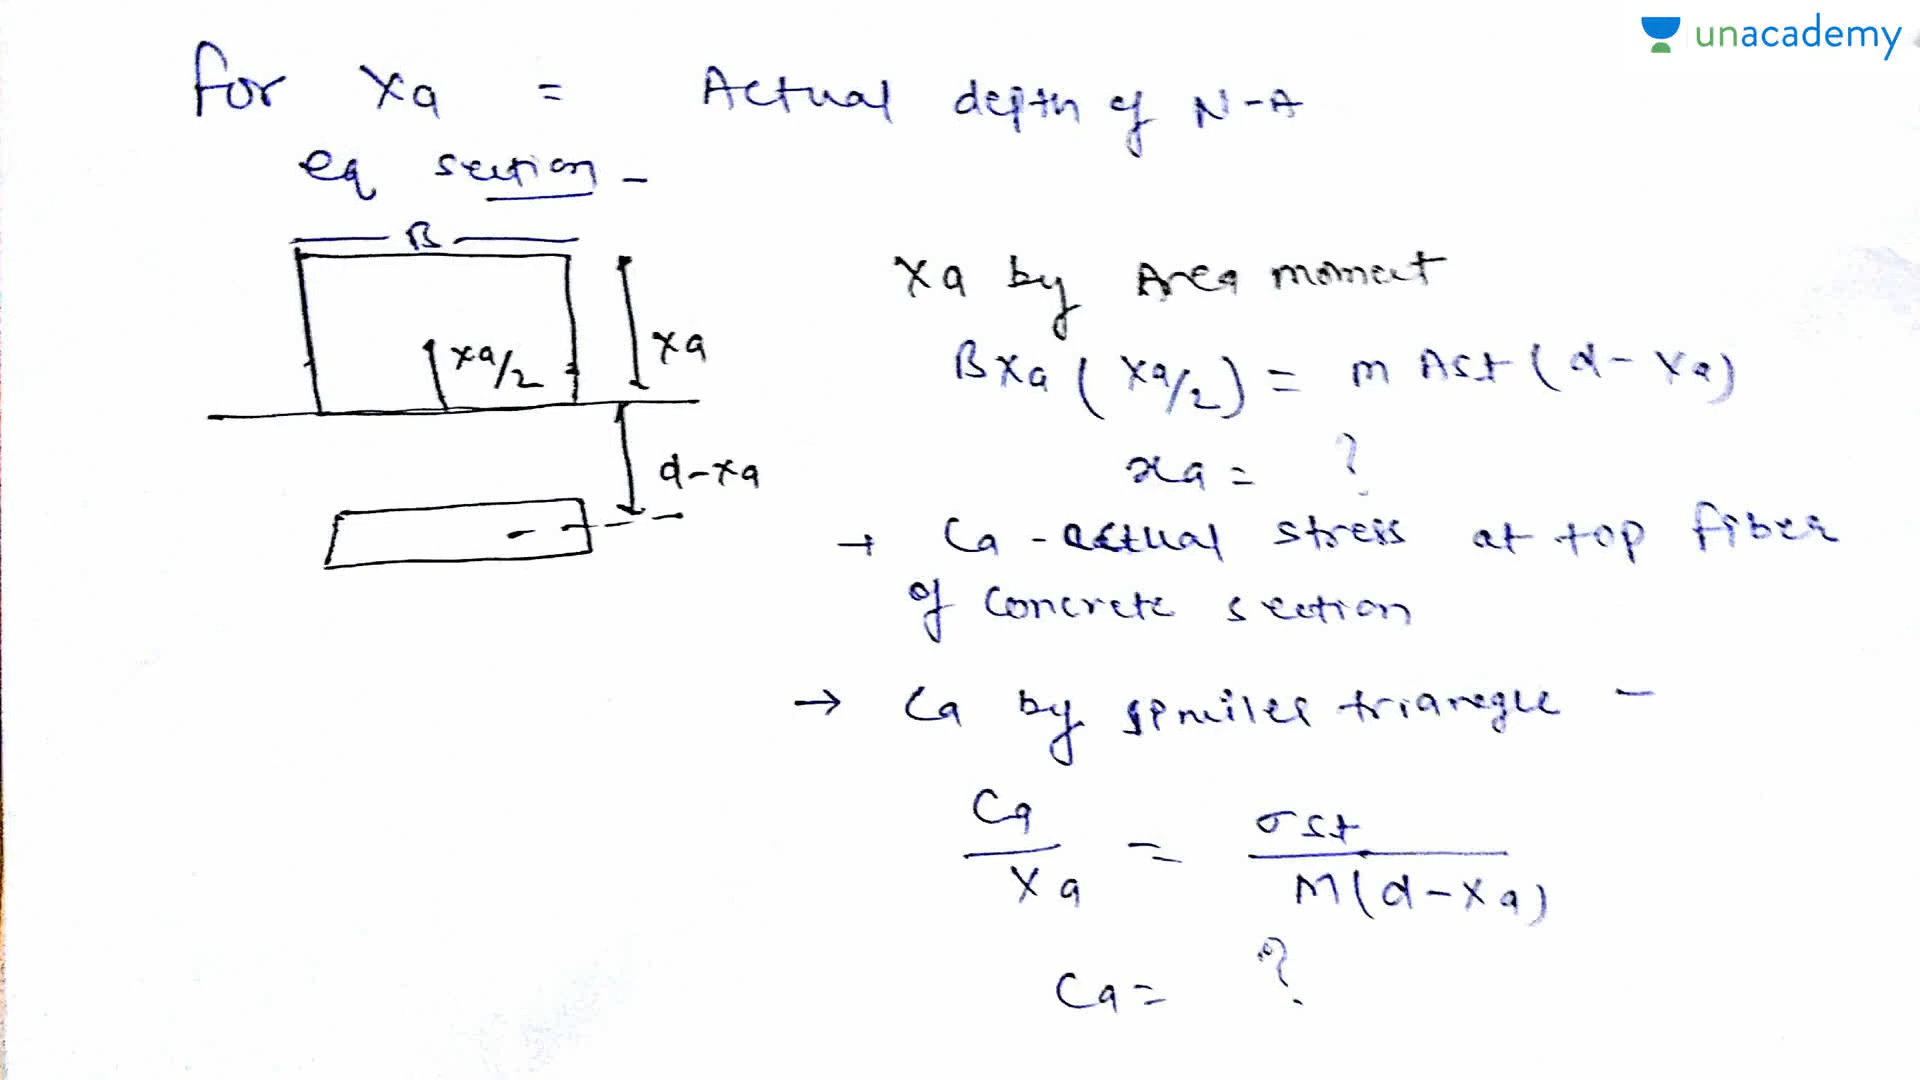 unacademy
For xa = Actual depth of N-A
eq section -
B
xa/2
xa
d-xa
xa by Area moment
Bxa (xa/2) = m Ast (d - xa)
xa = ?
→ Ca - actual stress at top fiber
of concrete section
→ Ca by triangle -
Ca/xa = σst/M(d-xa)
Ca = ?